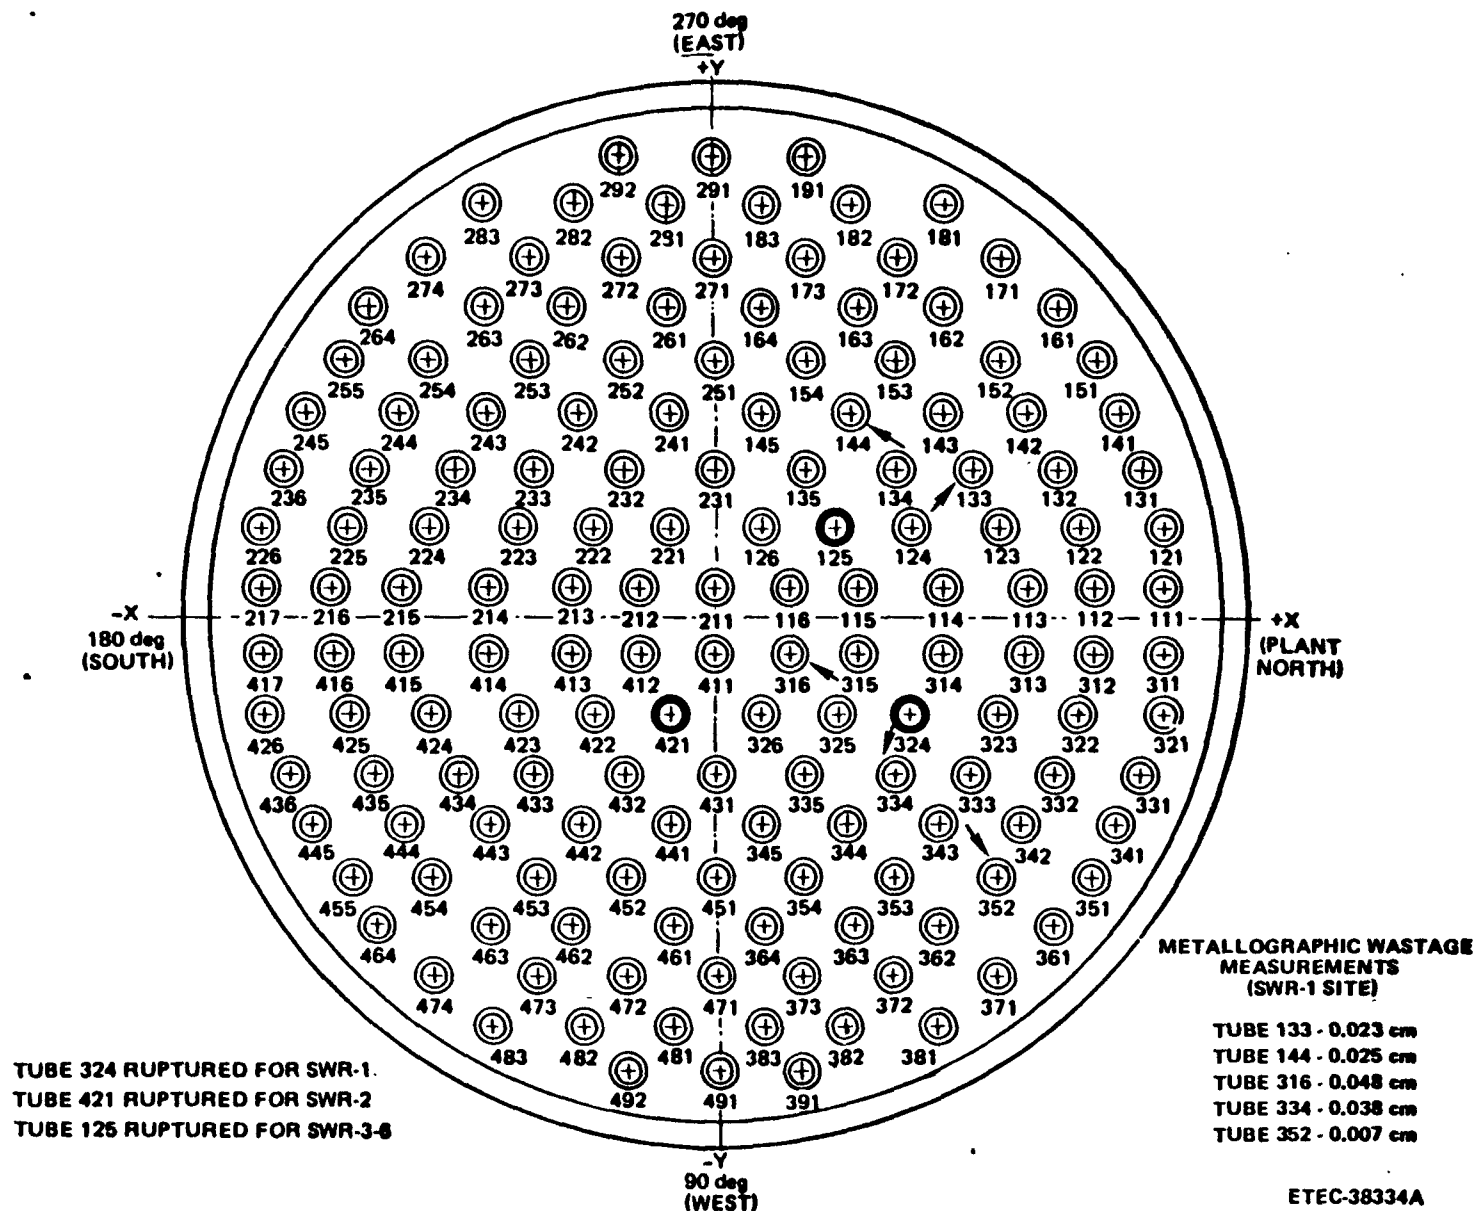 270 deg
(EAST)
+Y
292 291 191
283 282 281 183 182 181
274 273 272 271 173 172 171
264 263 262 261 164 163 162 161
255 254 253 252 251 154 153 152 151
245 244 243 242 241 145 144 143 142 141
236 235 234 233 232 231 135 134 133 132 131
226 225 224 223 222 221 126 125 124 123 122 121
-X 217 216 215 214 213 212 211 116 115 114 113 112 111 +X
180 deg
(SOUTH)
(PLANT
NORTH)
417 416 415 414 413 412 411 316 315 314 313 312 311
426 425 424 423 422 421 326 325 324 323 322 321
436 435 434 433 432 431 335 334 333 332 331
445 444 443 442 441 345 344 343 342 341
455 454 453 452 451 354 353 352 351
464 463 462 461 364 363 362 361
474 473 472 471 373 372 371
483 482 481 383 382 381
492 491 391
-Y
90 deg
(WEST)
TUBE 324 RUPTURED FOR SWR-1.
TUBE 421 RUPTURED FOR SWR-2
TUBE 125 RUPTURED FOR SWR-3-6
METALLOGRAPHIC WASTAGE
MEASUREMENTS
(SWR-1 SITE)
TUBE 133 - 0.023 cm
TUBE 144 - 0.025 cm
TUBE 316 - 0.048 cm
TUBE 334 - 0.038 cm
TUBE 352 - 0.007 cm
ETEC-38334A